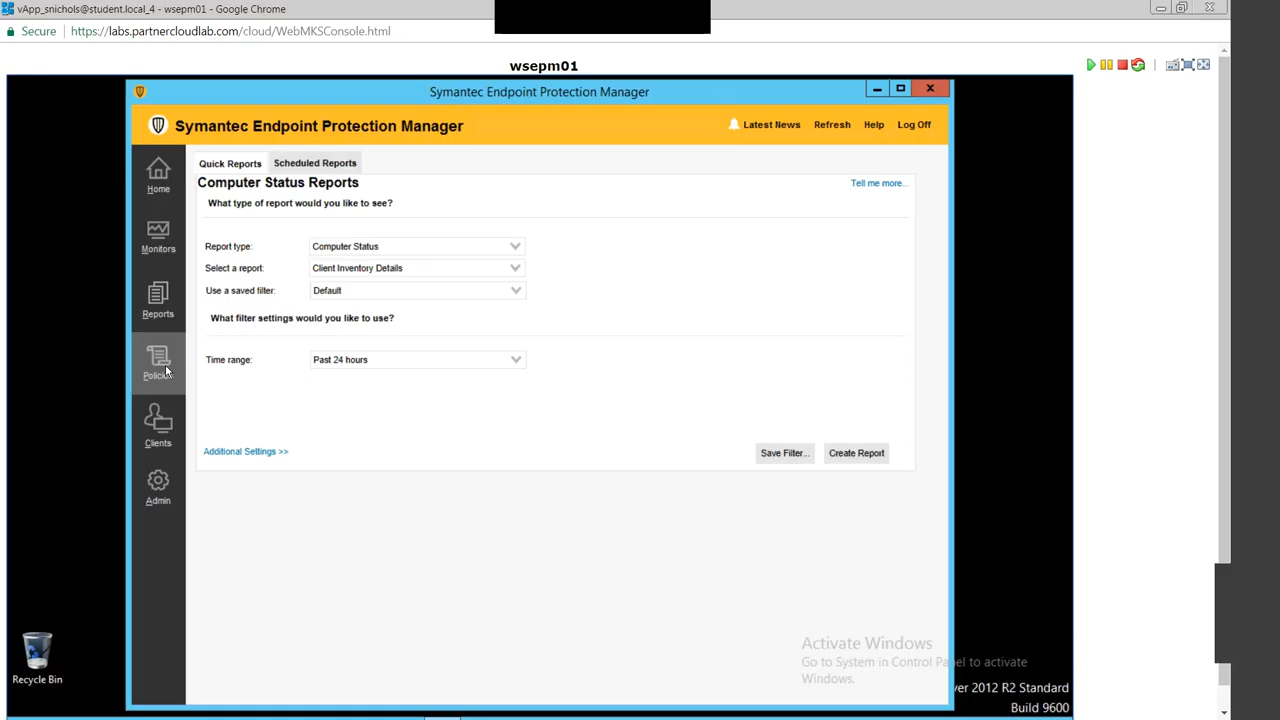 vApp_snichols@student.local_4 - wsepm01 - Google Chrome
Secure
https://labs.partnercloudlab.com/cloud/WebMKSConsole.html
wsepm01
Symantec Endpoint Protection Manager
Symantec Endpoint Protection Manager
Latest News
Refresh
Help
Log Off
Home
Monitors
Reports
Policies
Clients
Admin
Quick Reports
Scheduled Reports
Computer Status Reports
Tell me more...
What type of report would you like to see?
Report type:
Computer Status
Select a report:
Client Inventory Details
Use a saved filter:
Default
What filter settings would you like to use?
Time range:
Past 24 hours
Additional Settings >>
Save Filter...
Create Report
Activate Windows
Go to System in Control Panel to activate
Windows.
Recycle Bin
ver 2012 R2 Standard
Build 9600